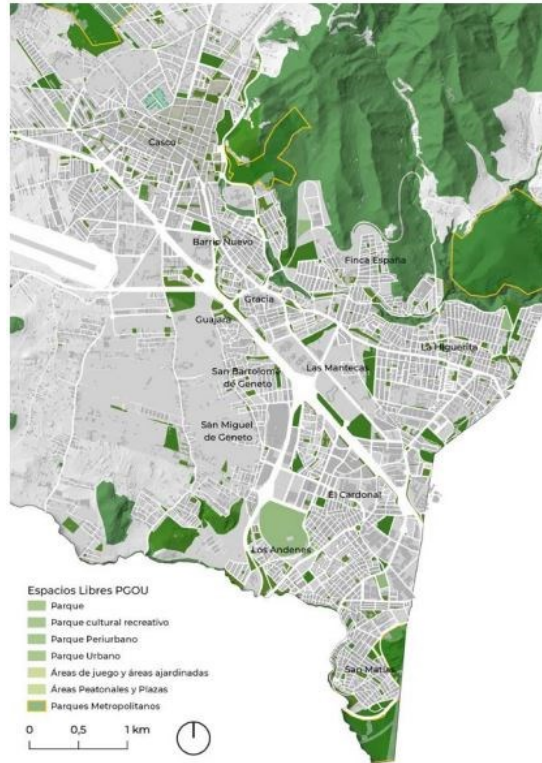 Casco
Barrio Nuevo
Finca España
Gracia
Guajara
La Higuerita
San Bartolomé
de Geneto
Las Mantecas
San Miguel
de Geneto
El Cardonal
Los Andenes
San Matías
Espacios Libres PGOU
Parque
Parque cultural recreativo
Parque Periurbano
Parque Urbano
Áreas de juego y áreas ajardinadas
Áreas Peatonales y Plazas
Parques Metropolitanos
0 0,5 1 km